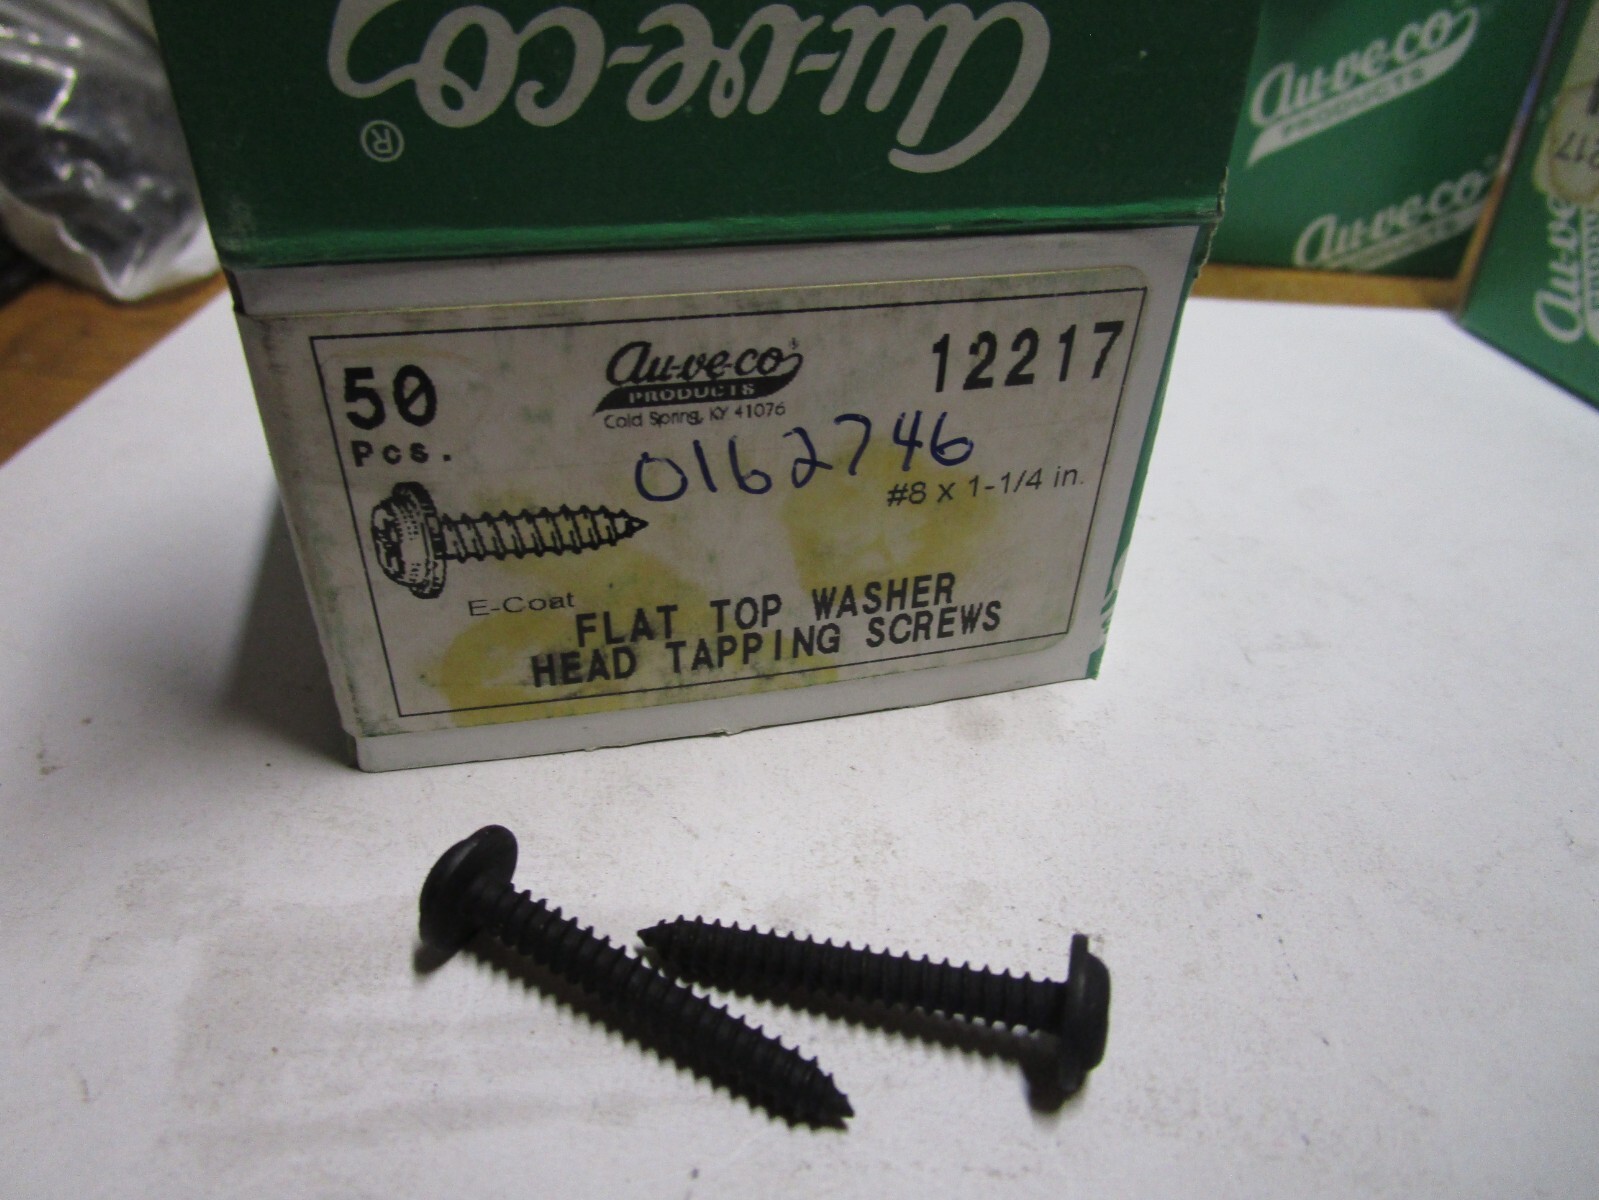 au-ve-co
®
au-ve-co
PRODUCTS
au-ve-co
au-ve
217
50
Pcs.
au-ve-co
PRODUCTS
Cold Spring, KY 41076
12217
0162746
#8 x 1-1/4 in.
E-Coat
FLAT TOP WASHER
HEAD TAPPING SCREWS